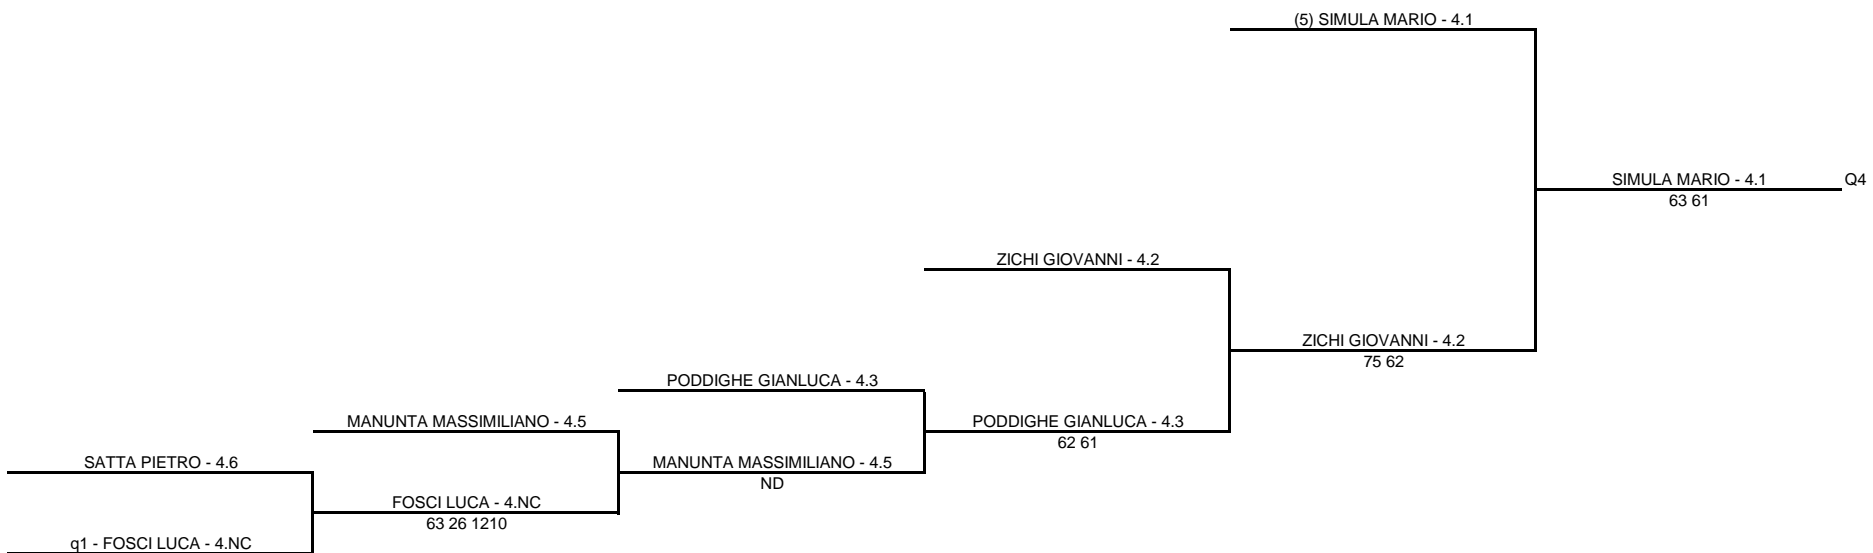 (5) SIMULA MARIO - 4.1
SIMULA MARIO - 4.1
Q4
63 61
ZICHI GIOVANNI - 4.2
ZICHI GIOVANNI - 4.2
75 62
PODDIGHE GIANLUCA - 4.3
MANUNTA MASSIMILIANO - 4.5
PODDIGHE GIANLUCA - 4.3
62 61
SATTA PIETRO - 4.6
MANUNTA MASSIMILIANO - 4.5
ND
FOSCI LUCA - 4.NC
63 26 1210
q1 - FOSCI LUCA - 4.NC